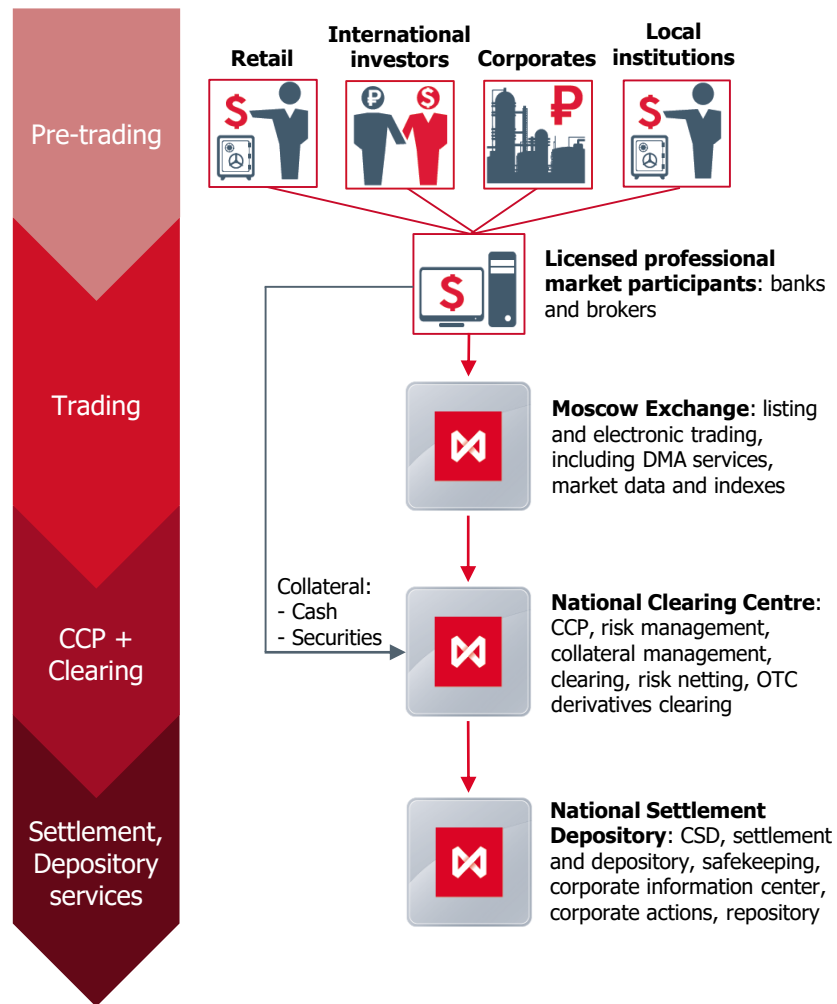 Retail
International
investors
Corporates
Local
institutions
Pre-trading
Licensed professional
market participants: banks
and brokers
Trading
Moscow Exchange: listing
and electronic trading,
including DMA services,
market data and indexes
Collateral:
- Cash
- Securities
CCP +
Clearing
National Clearing Centre:
CCP, risk management,
collateral management,
clearing, risk netting, OTC
derivatives clearing
Settlement,
Depository
services
National Settlement
Depository: CSD, settlement
and depository, safekeeping,
corporate information center,
corporate actions, repository